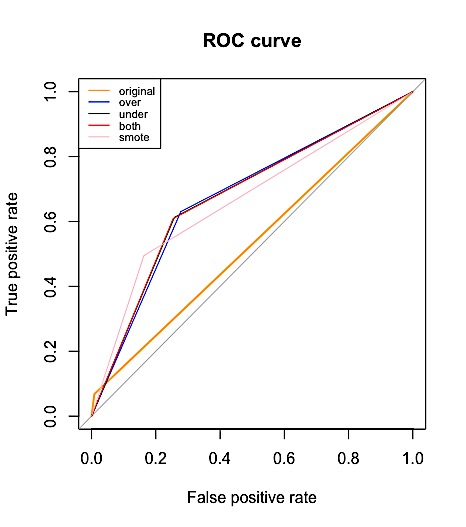 ROC curve
original
over
under
both
smote
True positive rate
1.0
0.8
0.6
0.4
0.2
0.0
0.0 0.2 0.4 0.6 0.8 1.0
False positive rate